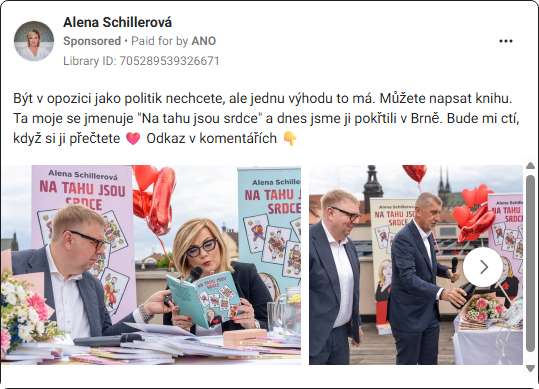 Alena Schillerová
Sponsored • Paid for by ANO
Library ID: 705289539326671
Být v opozici jako politik nechcete, ale jednu výhodu to má. Můžete napsat knihu.
Ta moje se jmenuje "Na tahu jsou srdce" a dnes jsme ji pokřtili v Brně. Bude mi ctí,
když si ji přečtete 💗 Odkaz v komentářích 👇
Alena Schillerová
NA TAHU JSOU
SRDCE
Alena Schillerová
NA TAHU JSOU
SRDCE
Alena Schillerová
NA TAHU
SRDCE